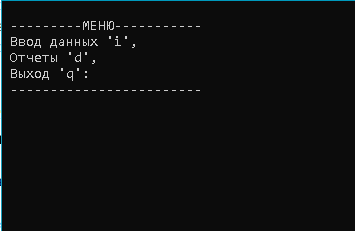 ---------МЕНЮ-----------
Ввод данных 'i',
Отчеты 'd',
Выход 'q':
------------------------